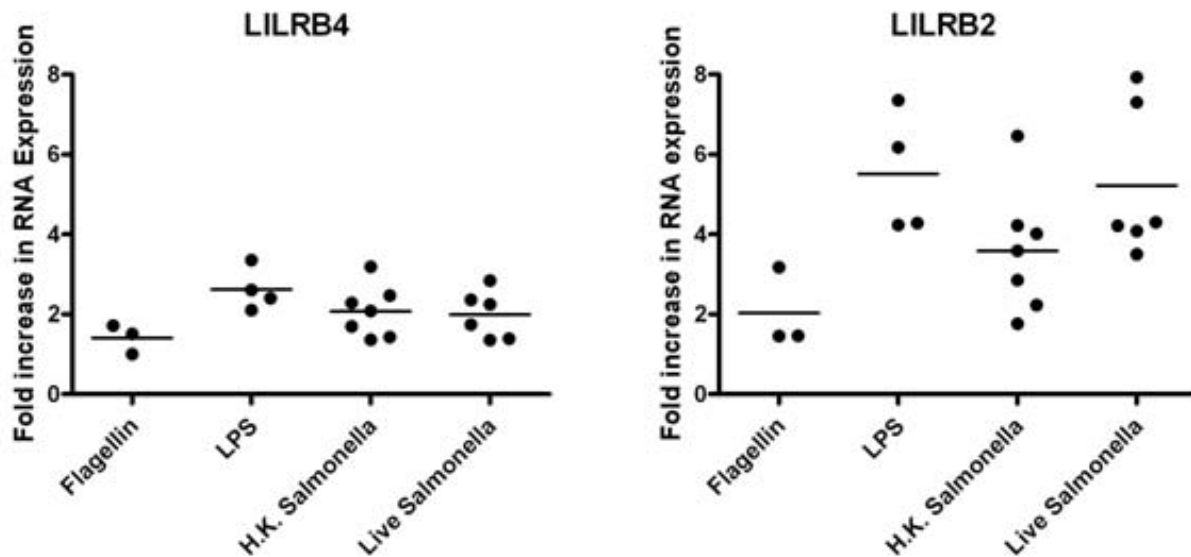 LILRB4
Fold increase in RNA Expression
8
6
4
2
0
Flagellin
LPS
H.K. Salmonella
Live Salmonella
LILRB2
Fold increase in RNA expression
8
6
4
2
0
Flagellin
LPS
H.K. Salmonella
Live Salmonella